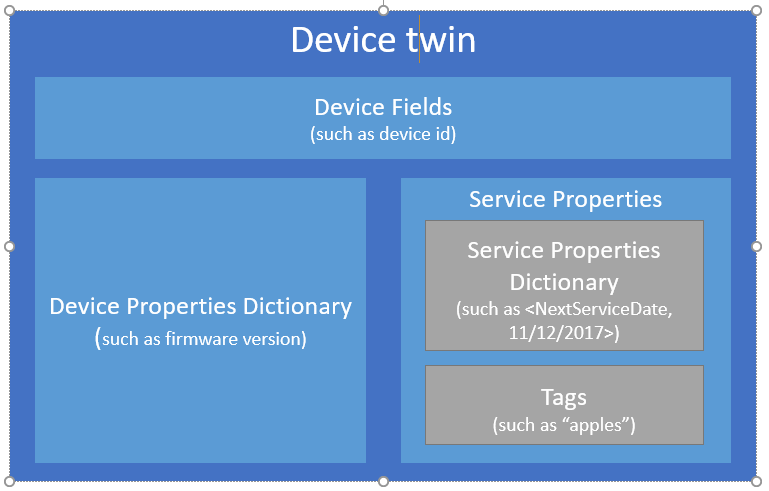 Device twin
Device Fields
(such as device id)
Device Properties Dictionary
(such as firmware version)
Service Properties
Service Properties
Dictionary
(such as <NextServiceDate,
11/12/2017>)
Tags
(such as “apples”)